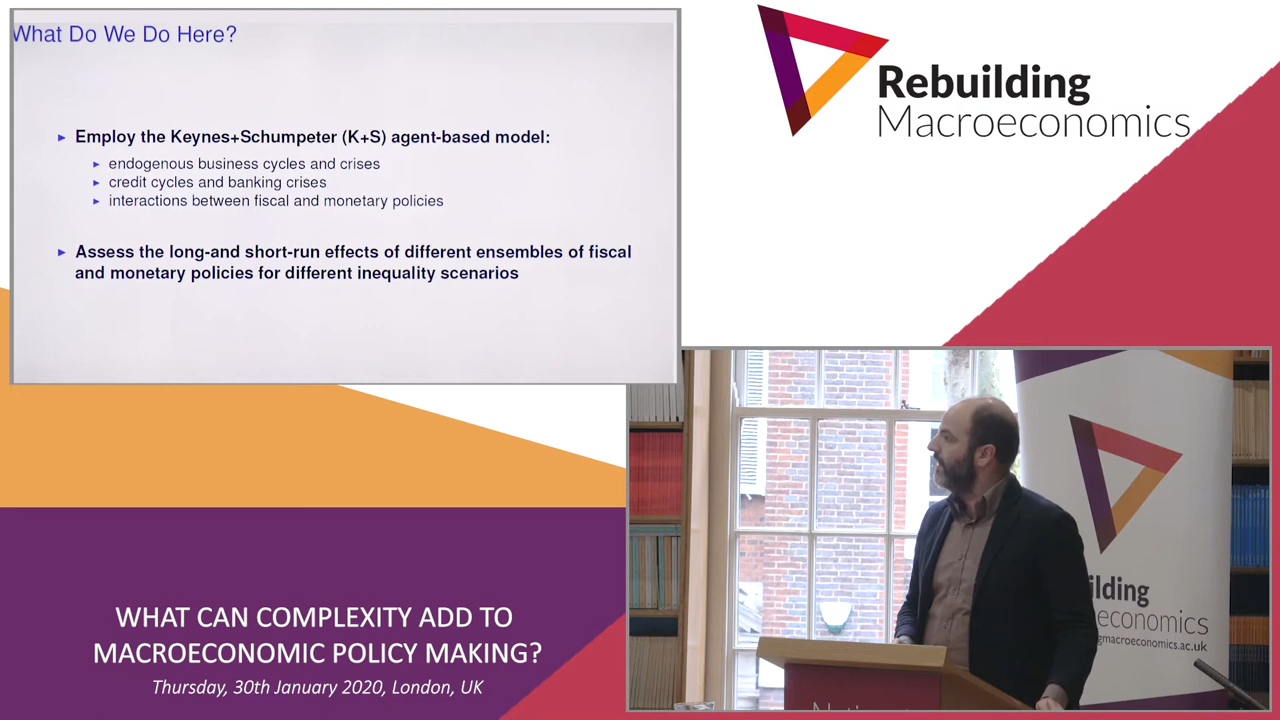 What Do We Do Here?
Employ the Keynes+Schumpeter (K+S) agent-based model:
endogenous business cycles and crises
credit cycles and banking crises
interactions between fiscal and monetary policies
Assess the long-and short-run effects of different ensembles of fiscal
and monetary policies for different inequality scenarios
Rebuilding
Macroeconomics
WHAT CAN COMPLEXITY ADD TO
MACROECONOMIC POLICY MAKING?
Thursday, 30th January 2020, London, UK